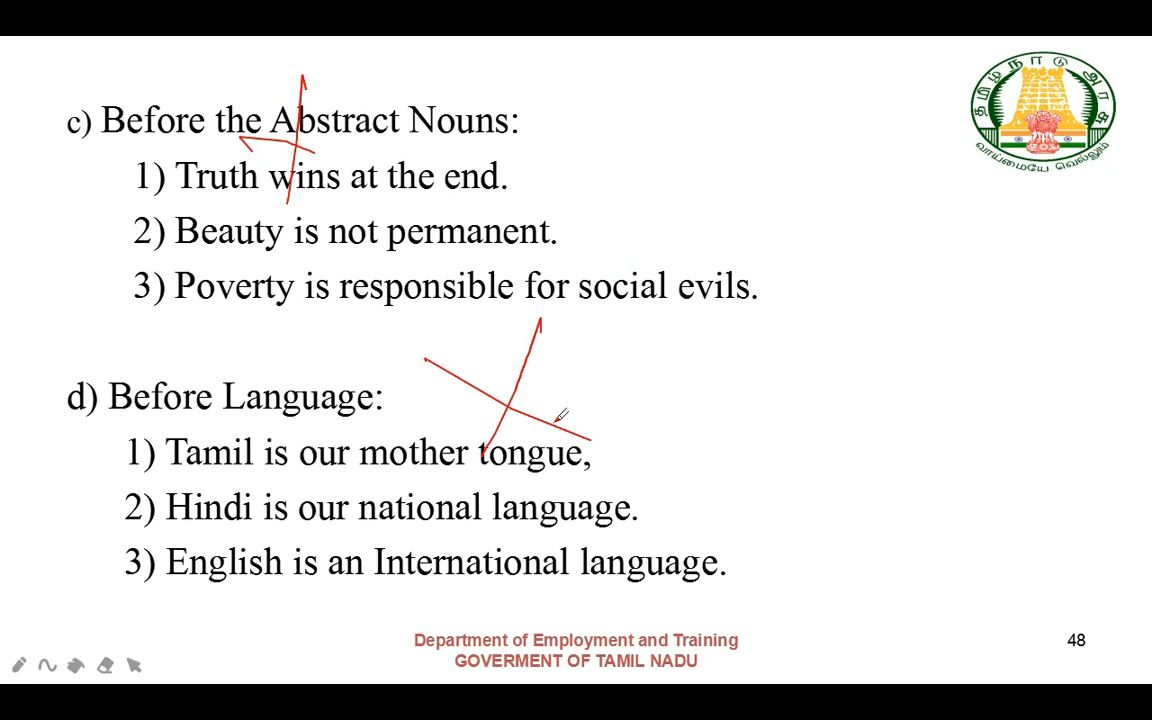 தமிழ்நாடு அரசு
c) Before the Abstract Nouns:
வாய்மையே வெல்லும்
1) Truth wins at the end.
2) Beauty is not permanent.
3) Poverty is responsible for social evils.
d) Before Language:
1) Tamil is our mother tongue,
2) Hindi is our national language.
3) English is an International language.
Department of Employment and Training
GOVERMENT OF TAMIL NADU
48